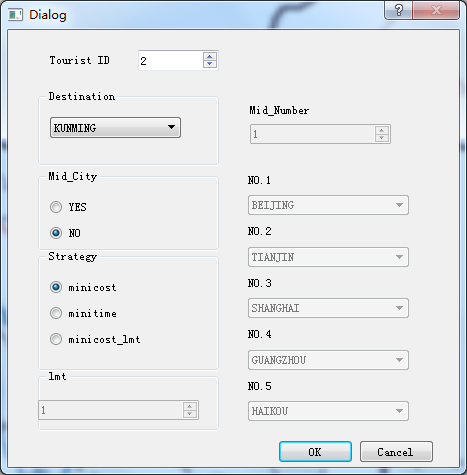 Dialog
Tourist ID
2
Destination
KUNMING
Mid_Number
1
Mid_City
YES
NO
NO.1
BEIJING
NO.2
TIANJIN
Strategy
minicost
minitime
minicost_lmt
NO.3
SHANGHAI
NO.4
GUANGZHOU
lmt
1
NO.5
HAIKOU
OK
Cancel